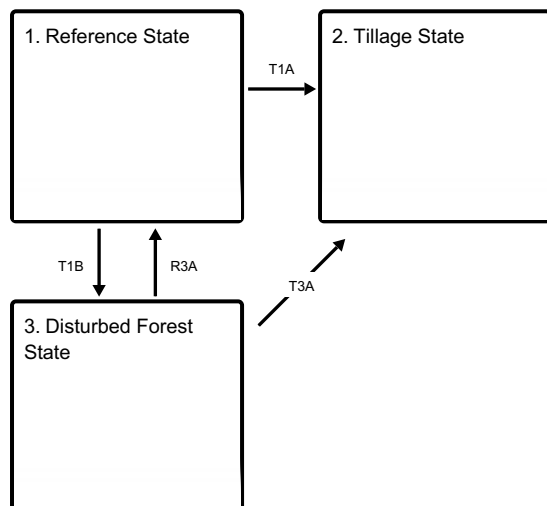 1. Reference State
2. Tillage State
T1A
T1B
R3A
T3A
3. Disturbed Forest
State